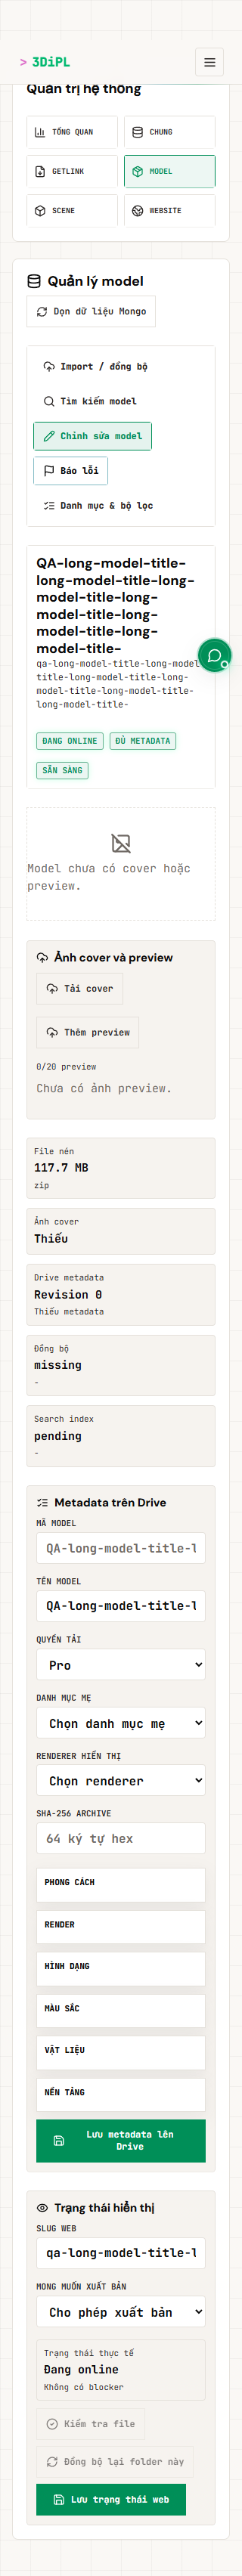 > 3DiPL
Quản trị hệ thống
TỔNG QUAN
CHUNG
GETLINK
MODEL
SCENE
WEBSITE
Quản lý model
Dọn dữ liệu Mongo
Import / đồng bộ
Tìm kiếm model
Chỉnh sửa model
Báo lỗi
Danh mục & bộ lọc
QA-long-model-title-
long-model-title-long-
model-title-long-
model-title-long-
model-title-long-
model-title-
qa-long-model-title-long-model-
title-long-model-title-long-
model-title-long-model-title-
long-model-title-
ĐANG ONLINE
ĐỦ METADATA
SẴN SÀNG
Model chưa có cover hoặc
preview.
Ảnh cover và preview
Tải cover
Thêm preview
0/20 preview
Chưa có ảnh preview.
File nén
117.7 MB
zip
Ảnh cover
Thiếu
Drive metadata
Revision 0
Thiếu metadata
Đồng bộ
missing
-
Search index
pending
-
Metadata trên Drive
MÃ MODEL
QA-long-model-title-l
TÊN MODEL
QA-long-model-title-l
QUYỀN TẢI
Pro
DANH MỤC MẸ
Chọn danh mục mẹ
RENDERER HIỂN THỊ
Chọn renderer
SHA-256 ARCHIVE
64 ký tự hex
PHONG CÁCH
RENDER
HÌNH DẠNG
MÀU SẮC
VẬT LIỆU
NỀN TẢNG
Lưu metadata lên
Drive
Trạng thái hiển thị
SLUG WEB
qa-long-model-title-l
MONG MUỐN XUẤT BẢN
Cho phép xuất bản
Trạng thái thực tế
Đang online
Không có blocker
Kiểm tra file
Đồng bộ lại folder này
Lưu trạng thái web